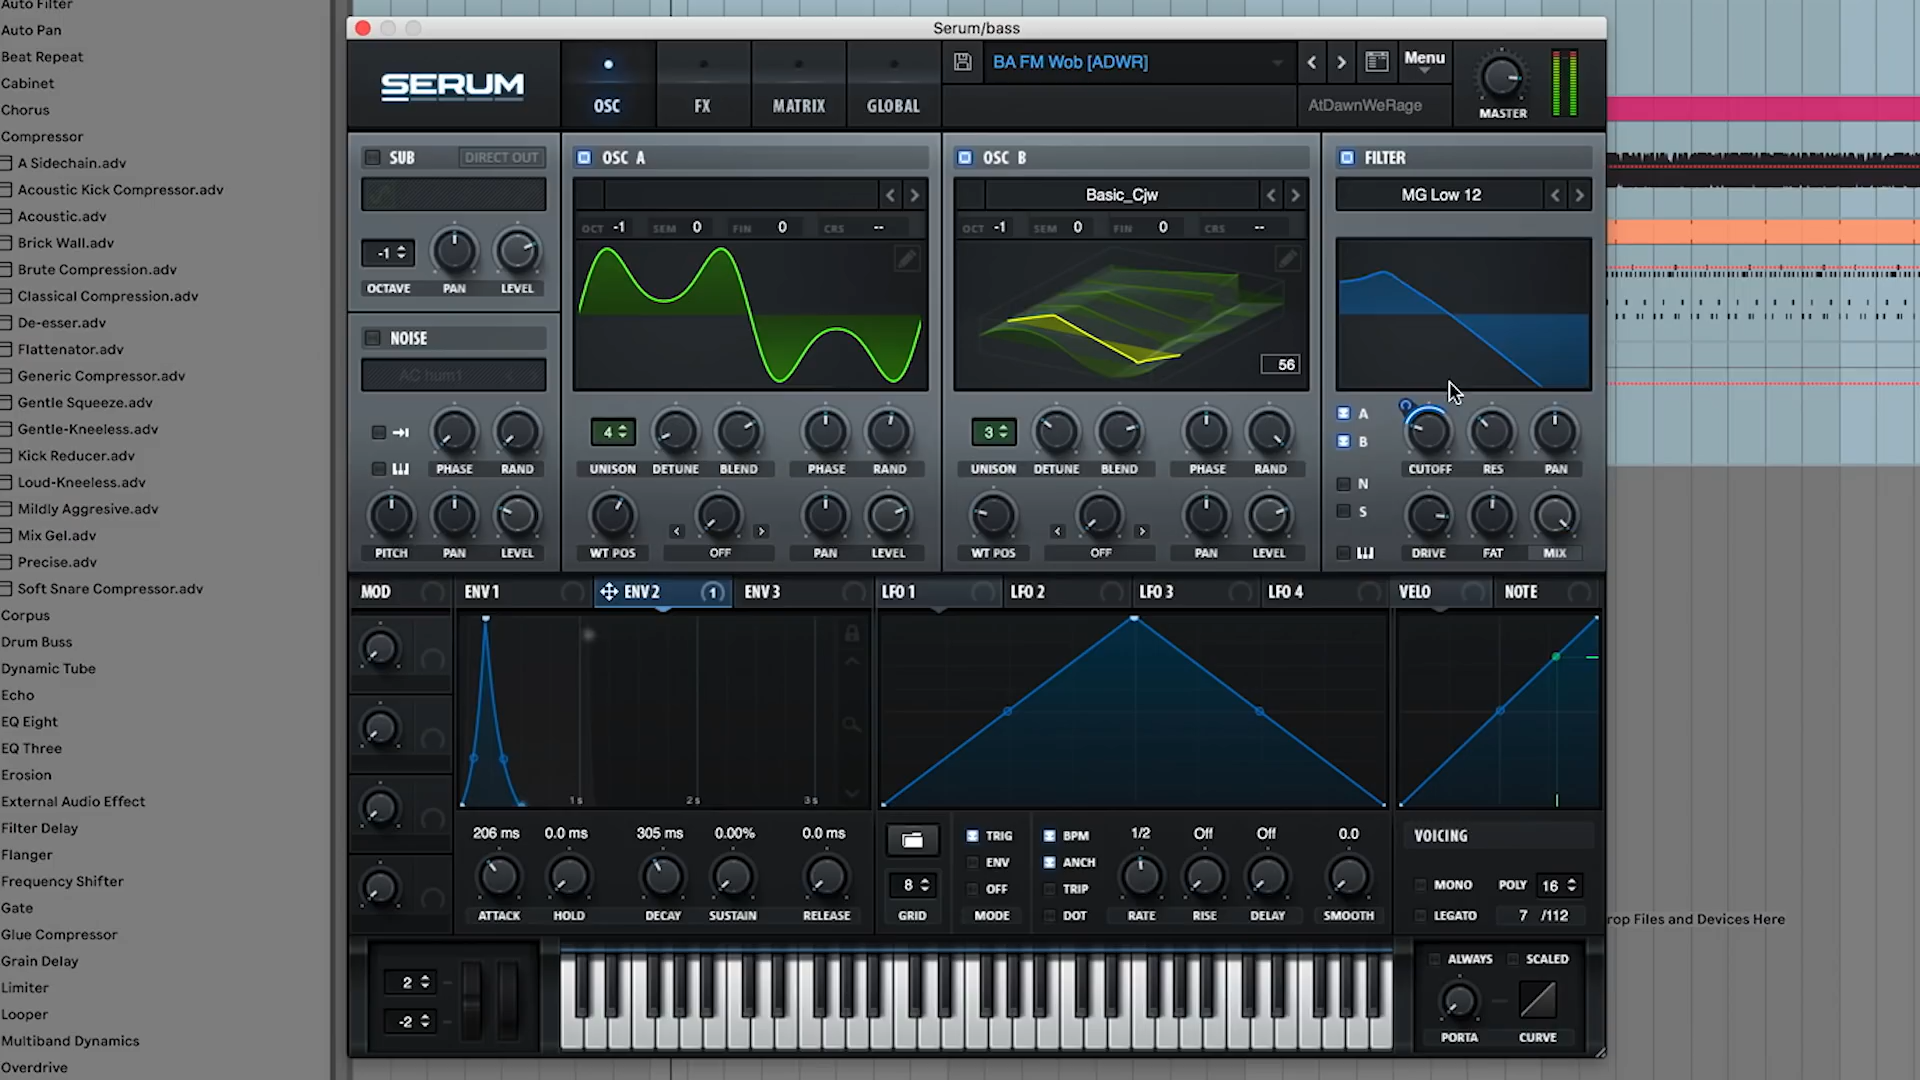 Auto Filter
Auto Pan
Beat Repeat
Cabinet
Chorus
Compressor
A Sidechain.adv
Acoustic Kick Compressor.adv
Acoustic.adv
Brick Wall.adv
Brute Compression.adv
Classical Compression.adv
De-esser.adv
Flattenator.adv
Generic Compressor.adv
Gentle Squeeze.adv
Gentle-Kneeless.adv
Kick Reducer.adv
Loud-Kneeless.adv
Mildly Aggresive.adv
Mix Gel.adv
Precise.adv
Soft Snare Compressor.adv
Corpus
Drum Buss
Dynamic Tube
Echo
EQ Eight
EQ Three
Erosion
External Audio Effect
Filter Delay
Flanger
Frequency Shifter
Gate
Glue Compressor
Grain Delay
Limiter
Looper
Multiband Dynamics
Overdrive
Serum/bass
SERUM
OSC
FX
MATRIX
GLOBAL
BA FM Wob [ADWR]
Menu
AtDawnWeRage
MASTER
SUB
DIRECT OUT
-1
OCTAVE PAN LEVEL
NOISE
AC hum1
PHASE RAND
PITCH PAN LEVEL
OSC A
OCT -1 SEM 0 FIN 0 CRS --
4
UNISON DETUNE BLEND PHASE RAND
WT POS OFF PAN LEVEL
OSC B
Basic_Cjw
OCT -1 SEM 0 FIN 0 CRS --
56
3
UNISON DETUNE BLEND PHASE RAND
WT POS OFF PAN LEVEL
FILTER
MG Low 12
A
B
N
S
CUTOFF RES PAN
DRIVE FAT MIX
MOD ENV 1 ENV 2 1 ENV 3 LFO 1 LFO 2 LFO 3 LFO 4 VELO NOTE
1s 2s 3s
206 ms 0.0 ms 305 ms 0.00% 0.0 ms
ATTACK HOLD DECAY SUSTAIN RELEASE
8
GRID
TRIG
ENV
OFF
MODE
BPM
ANCH
TRIP
DOT
1/2 Off Off 0.0
RATE RISE DELAY SMOOTH
VOICING
MONO POLY 16
LEGATO 7 /112
rop Files and Devices Here
2
-2
ALWAYS SCALED
PORTA CURVE